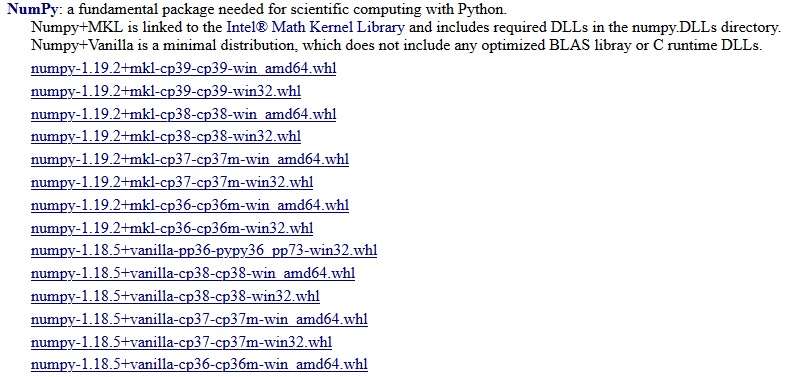 NumPy: a fundamental package needed for scientific computing with Python.
Numpy+MKL is linked to the Intel® Math Kernel Library and includes required DLLs in the numpy.DLLs directory.
Numpy+Vanilla is a minimal distribution, which does not include any optimized BLAS libray or C runtime DLLs.
numpy-1.19.2+mkl-cp39-cp39-win_amd64.whl
numpy-1.19.2+mkl-cp39-cp39-win32.whl
numpy-1.19.2+mkl-cp38-cp38-win_amd64.whl
numpy-1.19.2+mkl-cp38-cp38-win32.whl
numpy-1.19.2+mkl-cp37-cp37m-win_amd64.whl
numpy-1.19.2+mkl-cp37-cp37m-win32.whl
numpy-1.19.2+mkl-cp36-cp36m-win_amd64.whl
numpy-1.19.2+mkl-cp36-cp36m-win32.whl
numpy-1.18.5+vanilla-pp36-pypy36_pp73-win32.whl
numpy-1.18.5+vanilla-cp38-cp38-win_amd64.whl
numpy-1.18.5+vanilla-cp38-cp38-win32.whl
numpy-1.18.5+vanilla-cp37-cp37m-win_amd64.whl
numpy-1.18.5+vanilla-cp37-cp37m-win32.whl
numpy-1.18.5+vanilla-cp36-cp36m-win_amd64.whl